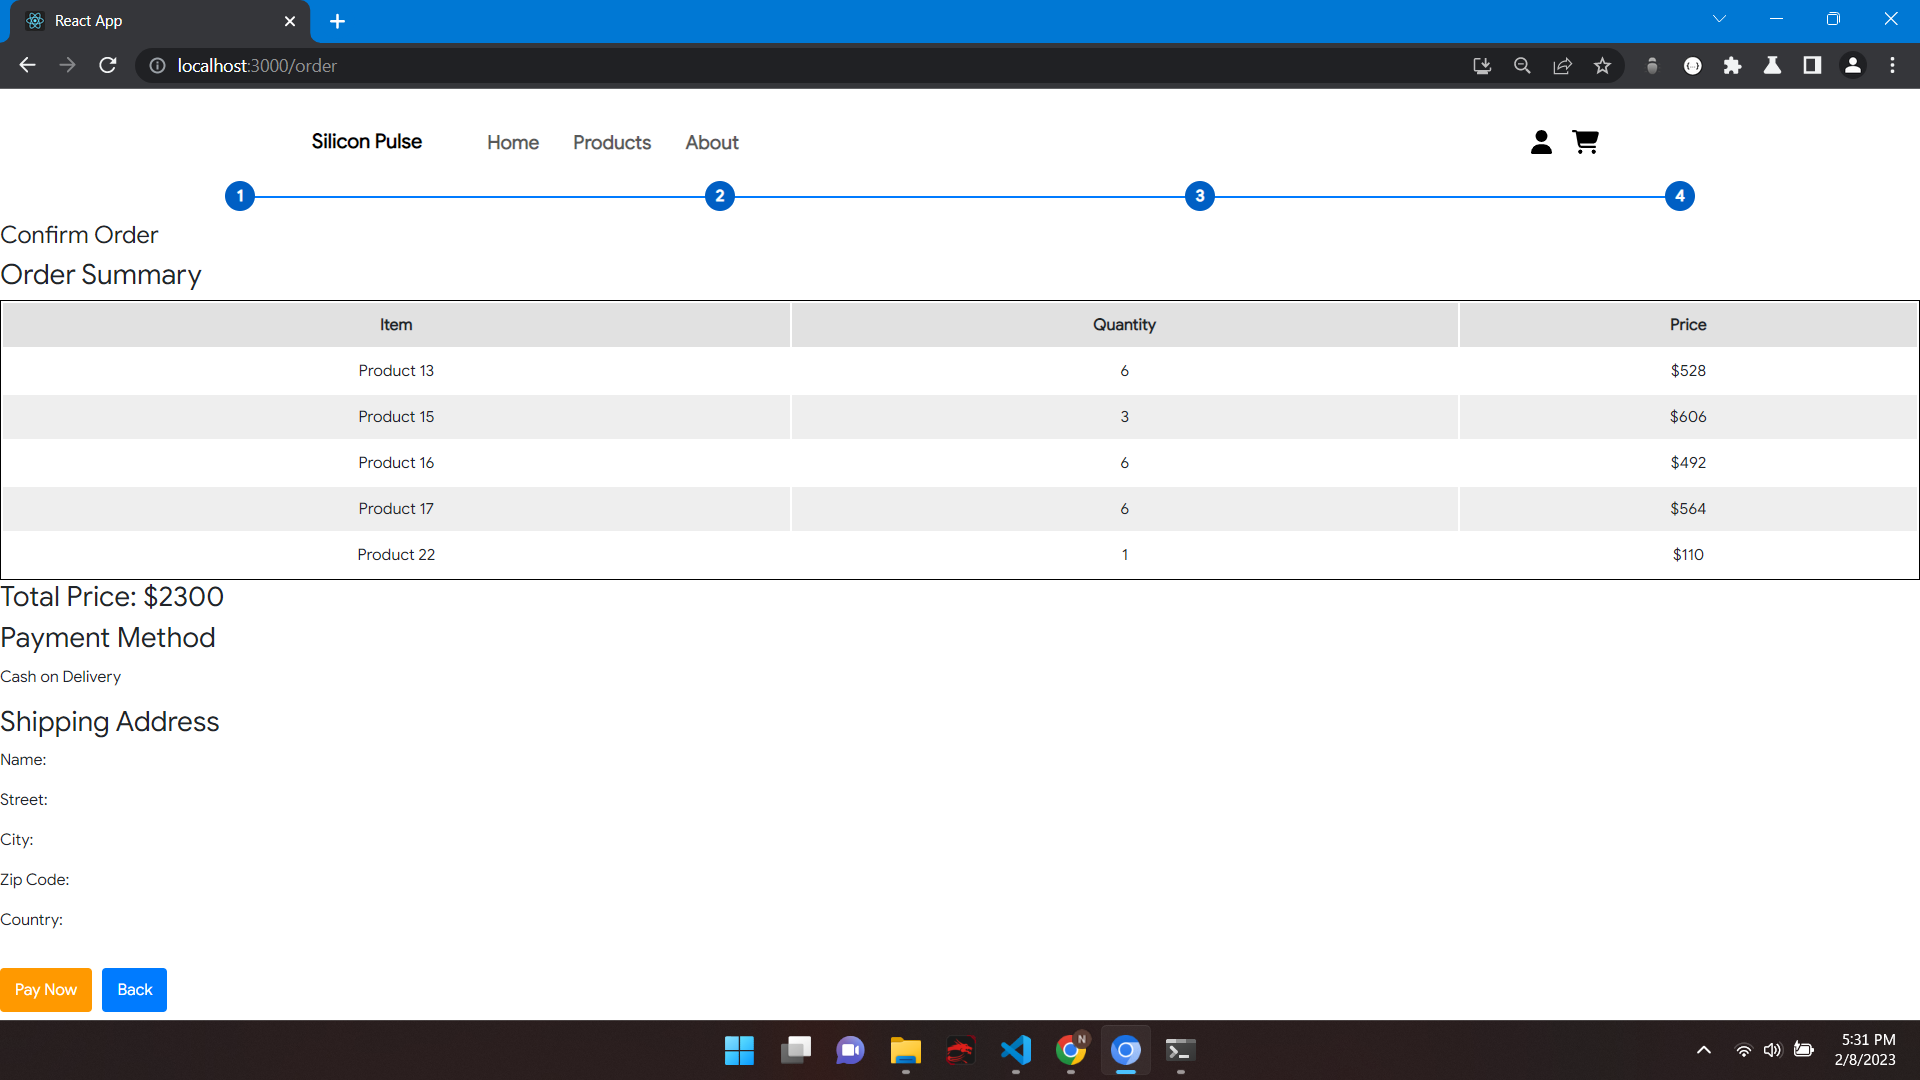 React App
localhost:3000/order
Silicon Pulse Home Products About
1 2 3 4
Confirm Order
Order Summary
Item Quantity Price
Product 13 6 $528
Product 15 3 $606
Product 16 6 $492
Product 17 6 $564
Product 22 1 $110
Total Price: $2300
Payment Method
Cash on Delivery
Shipping Address
Name:
Street:
City:
Zip Code:
Country:
Pay Now Back
N
5:31 PM
2/8/2023